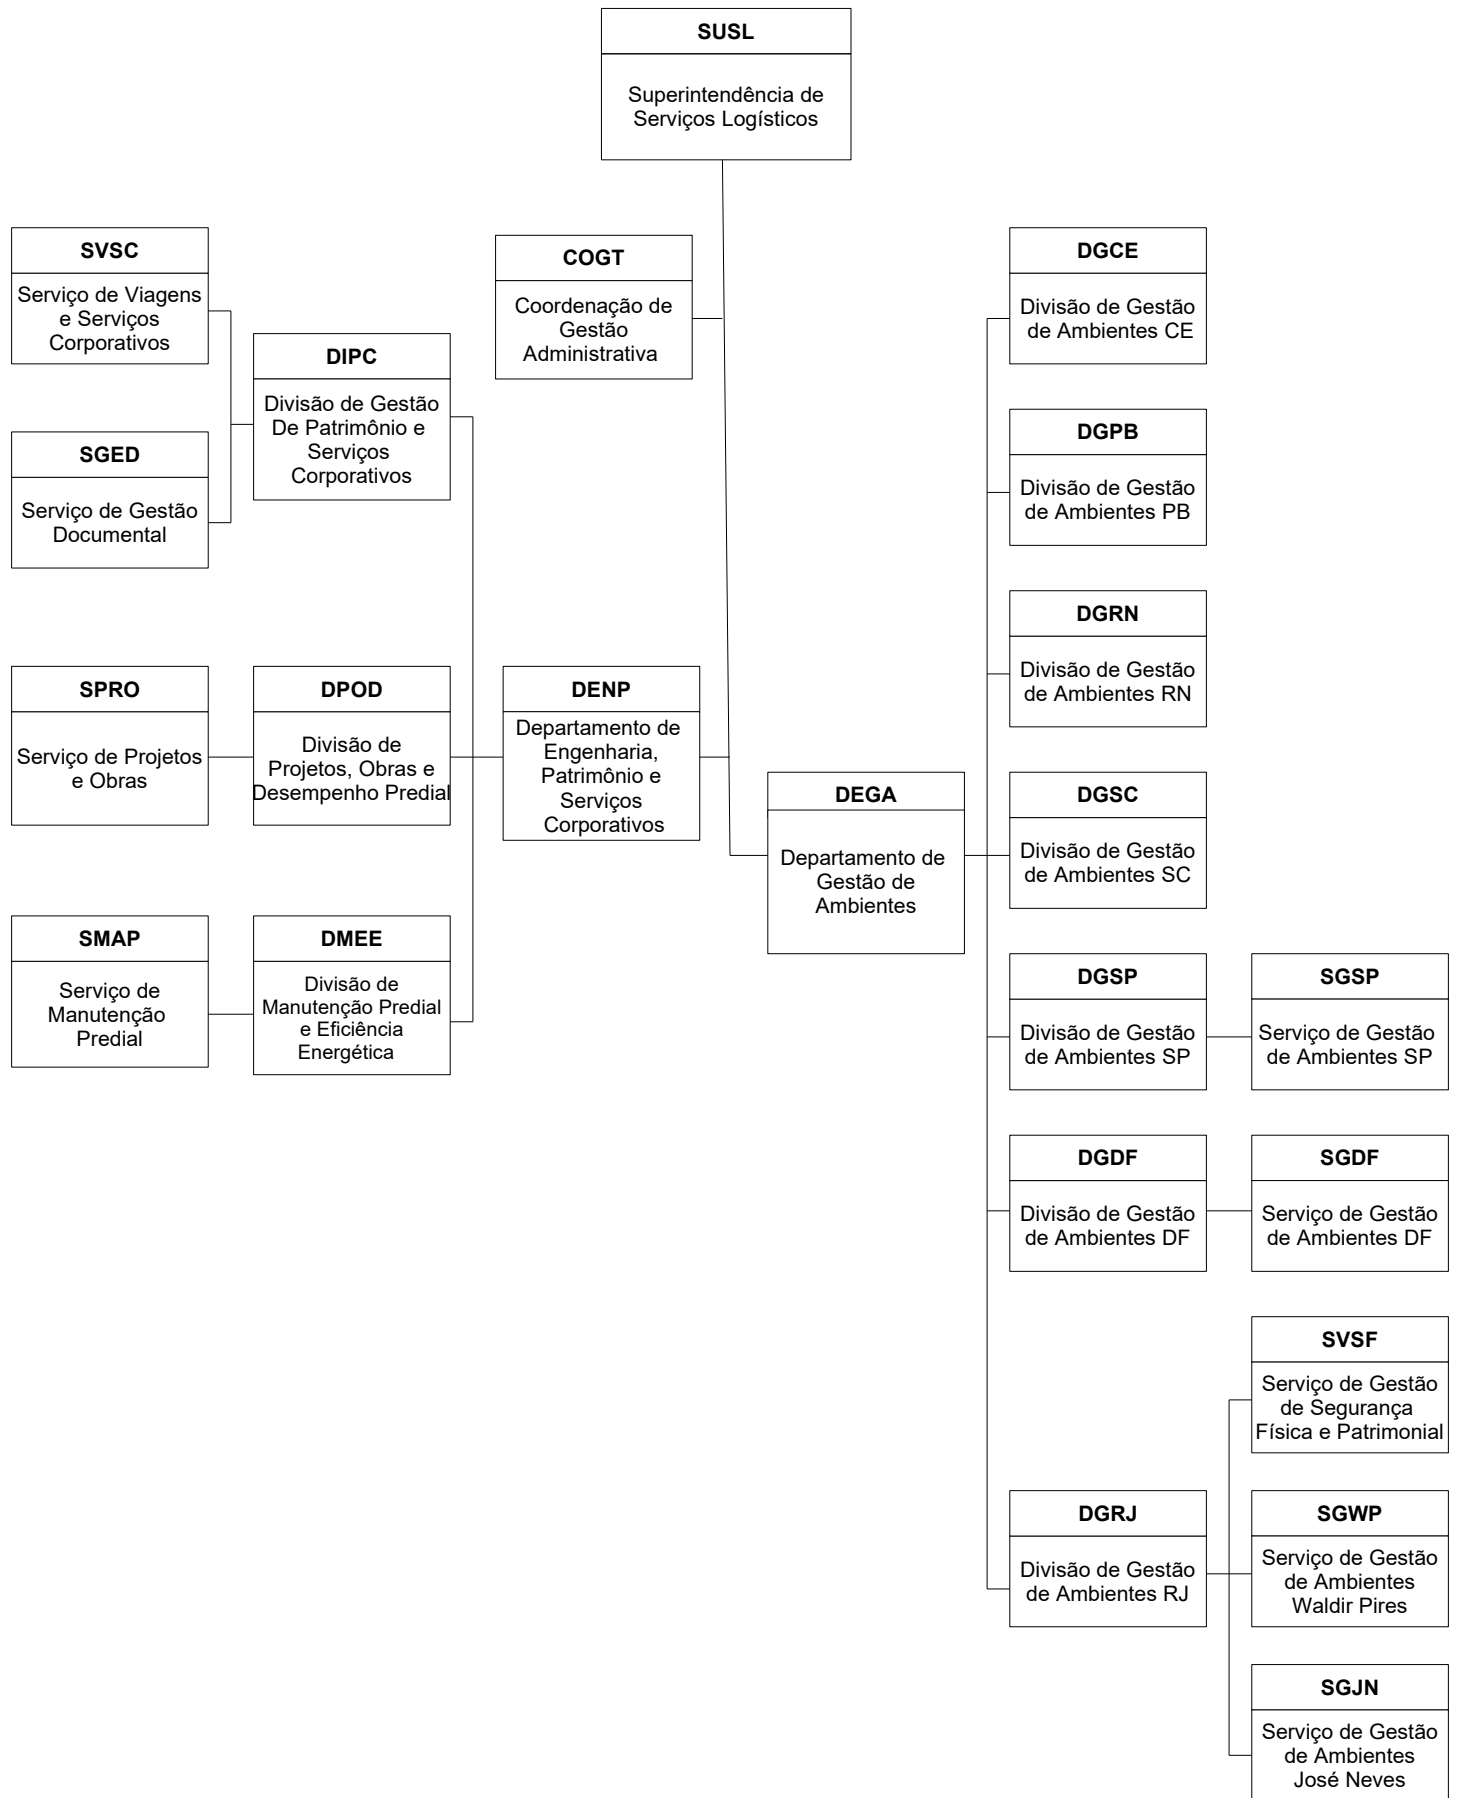 SUSL
Superintendência de
Serviços Logísticos
SVSC
Serviço de Viagens
e Serviços
Corporativos
SGED
Serviço de Gestão
Documental
DIPC
Divisão de Gestão
De Patrimônio e
Serviços
Corporativos
COGT
Coordenação de
Gestão
Administrativa
SPRO
Serviço de Projetos
e Obras
DPOD
Divisão de
Projetos, Obras e
Desempenho Predial
DENP
Departamento de
Engenharia,
Patrimônio e
Serviços
Corporativos
SMAP
Serviço de
Manutenção
Predial
DMEE
Divisão de
Manutenção Predial
e Eficiência
Energética
DEGA
Departamento de
Gestão de
Ambientes
DGCE
Divisão de Gestão
de Ambientes CE
DGPB
Divisão de Gestão
de Ambientes PB
DGRN
Divisão de Gestão
de Ambientes RN
DGSC
Divisão de Gestão
de Ambientes SC
DGSP
Divisão de Gestão
de Ambientes SP
SGSP
Serviço de Gestão
de Ambientes SP
DGDF
Divisão de Gestão
de Ambientes DF
SGDF
Serviço de Gestão
de Ambientes DF
SVSF
Serviço de Gestão
de Segurança
Física e Patrimonial
DGRJ
Divisão de Gestão
de Ambientes RJ
SGWP
Serviço de Gestão
de Ambientes
Waldir Pires
SGJN
Serviço de Gestão
de Ambientes
José Neves